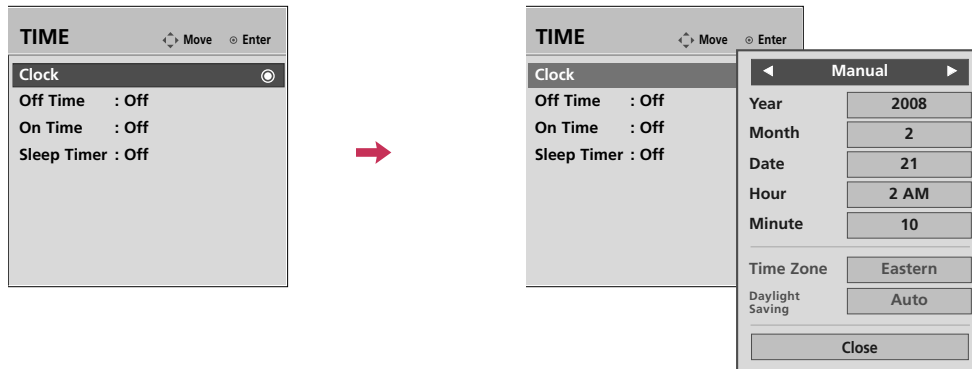 TIME Move Enter
Clock
Off Time : Off
On Time : Off
Sleep Timer : Off
TIME Move Enter
Clock
Off Time : Off
On Time : Off
Sleep Timer : Off
Manual
Year 2008
Month 2
Date 21
Hour 2 AM
Minute 10
Time Zone Eastern
Daylight
Saving Auto
Close